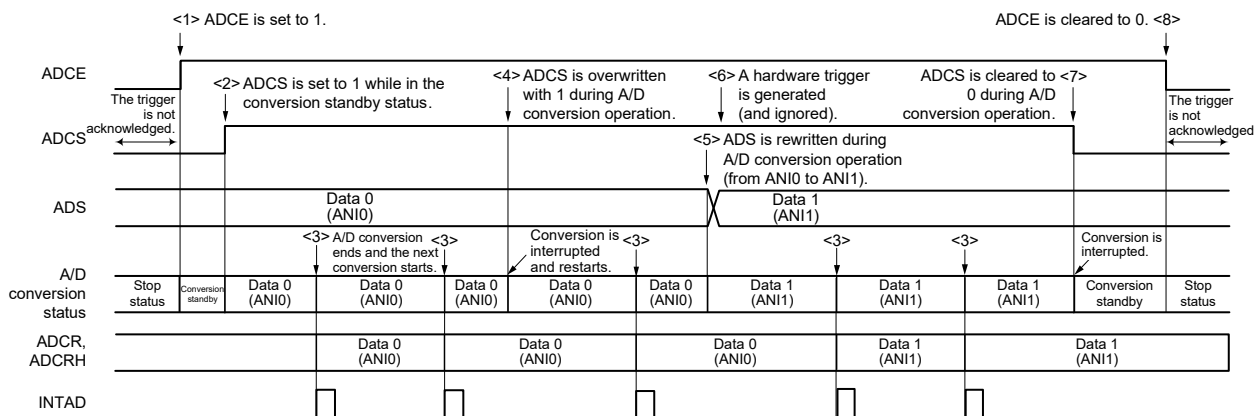 <1> ADCE is set to 1.
ADCE is cleared to 0. <8>
ADCE
The trigger
is not
acknowledged.
<2> ADCS is set to 1 while in the
conversion standby status.
<4> ADCS is overwritten
with 1 during A/D
conversion operation.
<6> A hardware trigger
is generated
(and ignored).
ADCS is cleared to <7>
0 during A/D
conversion operation.
The trigger
is not
acknowledged
ADCS
<5> ADS is rewritten during
A/D conversion operation
(from ANI0 to ANI1).
ADS
Data 0
(ANI0)
Data 1
(ANI1)
<3> A/D conversion
ends and the next
conversion starts.
<3>
Conversion is
interrupted
and restarts.
<3>
<3>
<3>
Conversion is
interrupted.
A/D
conversion
status
Stop
status
Conversion
standby
Data 0
(ANI0)
Data 0
(ANI0)
Data 0
(ANI0)
Data 0
(ANI0)
Data 0
(ANI0)
Data 1
(ANI1)
Data 1
(ANI1)
Data 1
(ANI1)
Conversion
standby
Stop
status
ADCR,
ADCRH
Data 0
(ANI0)
Data 0
(ANI0)
Data 0
(ANI0)
Data 1
(ANI1)
Data 1
(ANI1)
INTAD